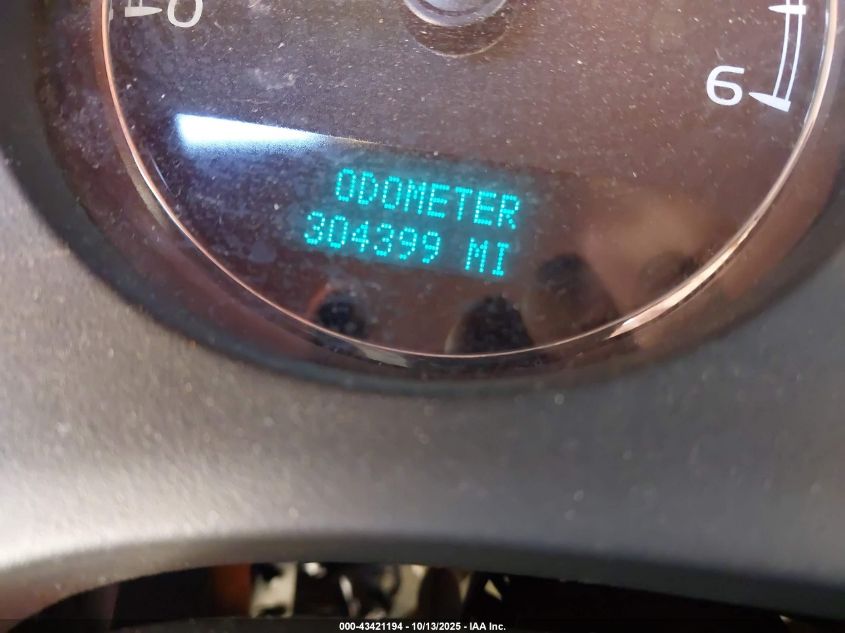 0
6
ODOMETER
304399 MI
000-43421194 - 10/13/2025 - IAA Inc.